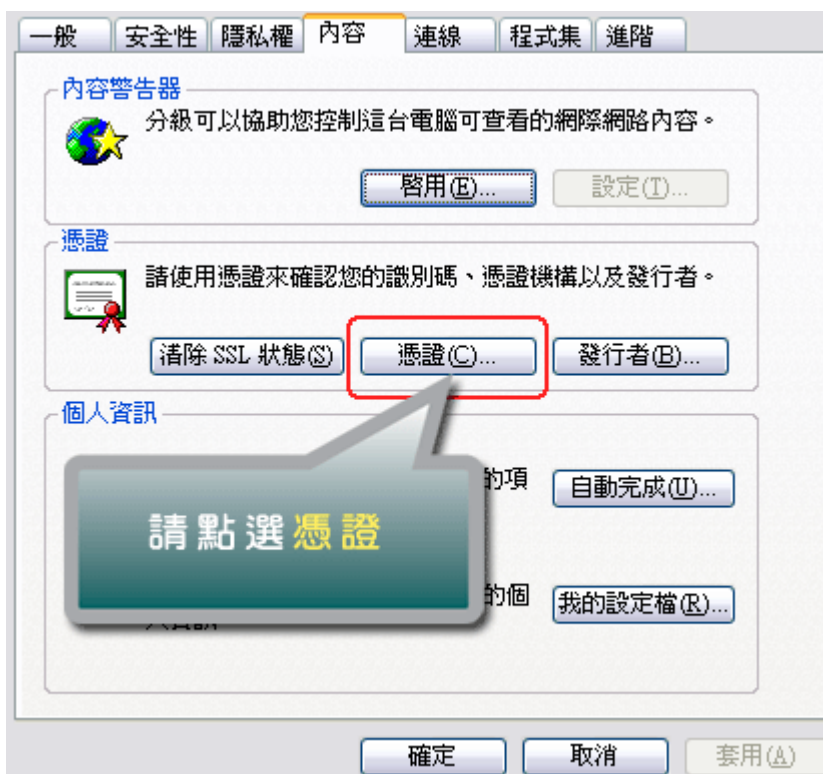 一般 安全性 隱私權 內容 連線 程式集 進階
內容警告器
分級可以協助您控制這台電腦可查看的網際網路內容。
啓用(E)... 設定(T)...
憑證
請使用憑證來確認您的識別碼、憑證機構以及發行者。
清除 SSL 狀態(S) 憑證(C)... 發行者(B)...
個人資訊
的項 自動完成(U)...
請點選憑證
的個 我的設定檔(R)...
確定 取消 套用(A)